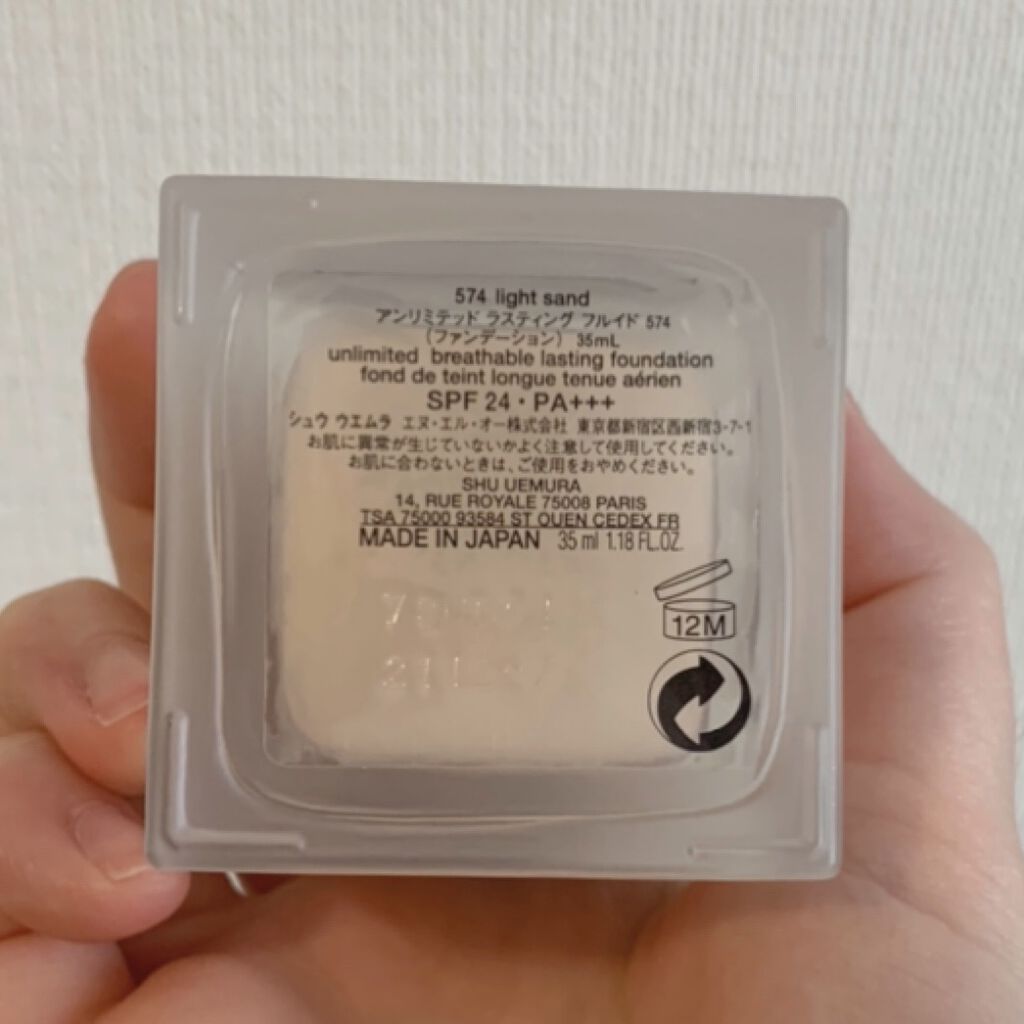 574 light sand
アンリミテッド ラスティング フルイド 574
(ファンデーション) 35mL
unlimited breathable lasting foundation
fond de teint longue tenue aérien
SPF 24・PA+++
シュウ ウエムラ エヌ・エル・オー株式会社 東京都新宿区西新宿3-7-1
お肌に異常が生じていないかよく注意して使用してください。
お肌に合わないときは、ご使用をおやめください。
SHU UEMURA
14, RUE ROYALE 75008 PARIS
TSA 75000 93584 ST OUEN CEDEX FR
MADE IN JAPAN 35 ml 1.18 FL.OZ.
12M